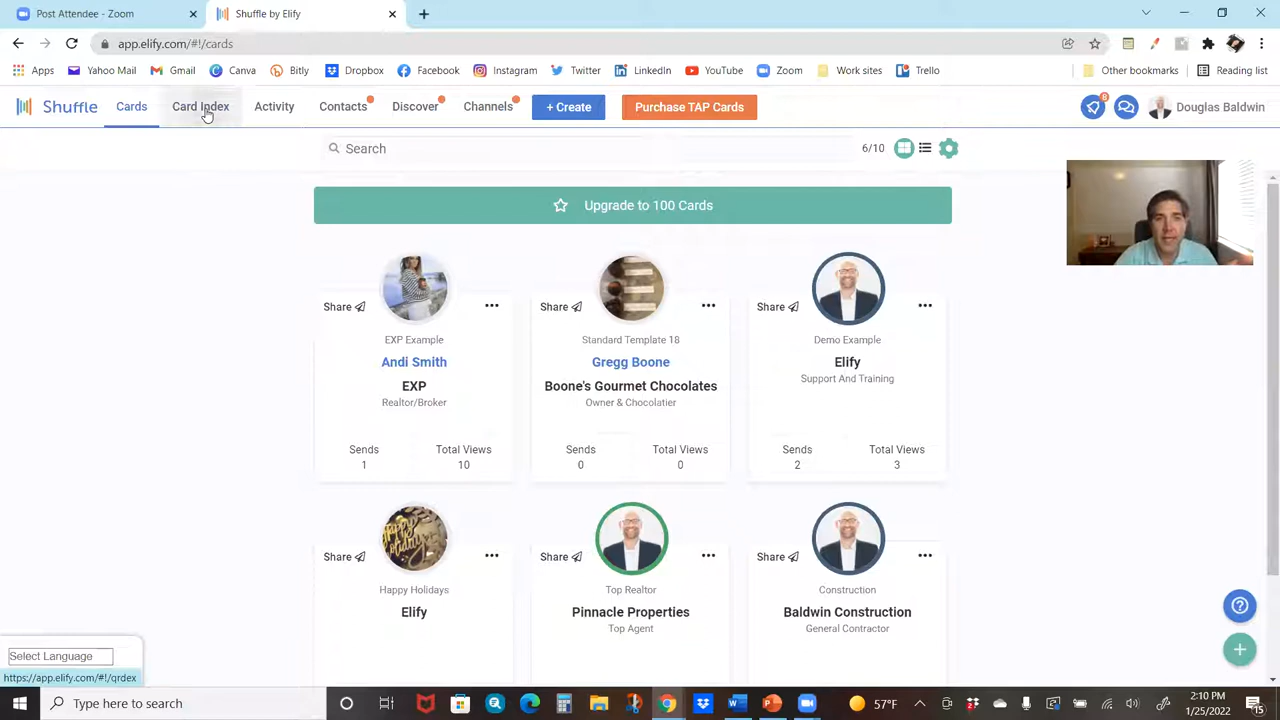 Post Attendee - Zoom
Shuffle by Elify
app.elify.com/#!/cards
Apps
Yahoo Mail
Gmail
Canva
Bitly
Dropbox
Facebook
Instagram
Twitter
LinkedIn
YouTube
Zoom
Work sites
Trello
Other bookmarks
Reading list
Shuffle
Cards
Card Index
Activity
Contacts
Discover
Channels
+ Create
Purchase TAP Cards
Douglas Baldwin
Search
6/10
Upgrade to 100 Cards
Share
EXP Example
Andi Smith
EXP
Realtor/Broker
Sends
1
Total Views
10
Share
Standard Template 18
Gregg Boone
Boone's Gourmet Chocolates
Owner & Chocolatier
Sends
0
Total Views
0
Share
Demo Example
Elify
Support And Training
Sends
2
Total Views
3
Share
Happy Holidays
Elify
Share
Top Realtor
Pinnacle Properties
Top Agent
Share
Construction
Baldwin Construction
General Contractor
Select Language
https://app.elify.com/#!/qrdex
Type here to search
57°F
2:10 PM
1/25/2022